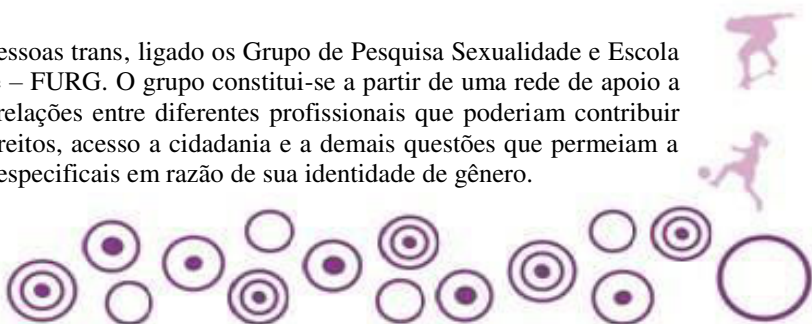 essoas trans, ligado os Grupo de Pesquisa Sexualidade e Escola
– FURG. O grupo constitui-se a partir de uma rede de apoio a
relações entre diferentes profissionais que poderiam contribuir
reitos, acesso a cidadania e a demais questões que permeiam a
especificais em razão de sua identidade de gênero.